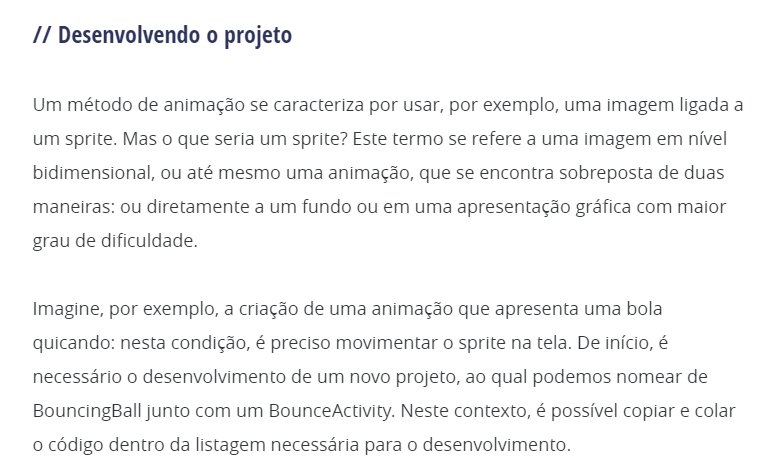 // Desenvolvendo o projeto
Um método de animação se caracteriza por usar, por exemplo, uma imagem ligada a
um sprite. Mas o que seria um sprite? Este termo se refere a uma imagem em nível
bidimensional, ou até mesmo uma animação, que se encontra sobreposta de duas
maneiras: ou diretamente a um fundo ou em uma apresentação gráfica com maior
grau de dificuldade.
Imagine, por exemplo, a criação de uma animação que apresenta uma bola
quicando: nesta condição, é preciso movimentar o sprite na tela. De início, é
necessário o desenvolvimento de um novo projeto, ao qual podemos nomear de
BouncingBall junto com um BounceActivity. Neste contexto, é possível copiar e colar
o código dentro da listagem necessária para o desenvolvimento.